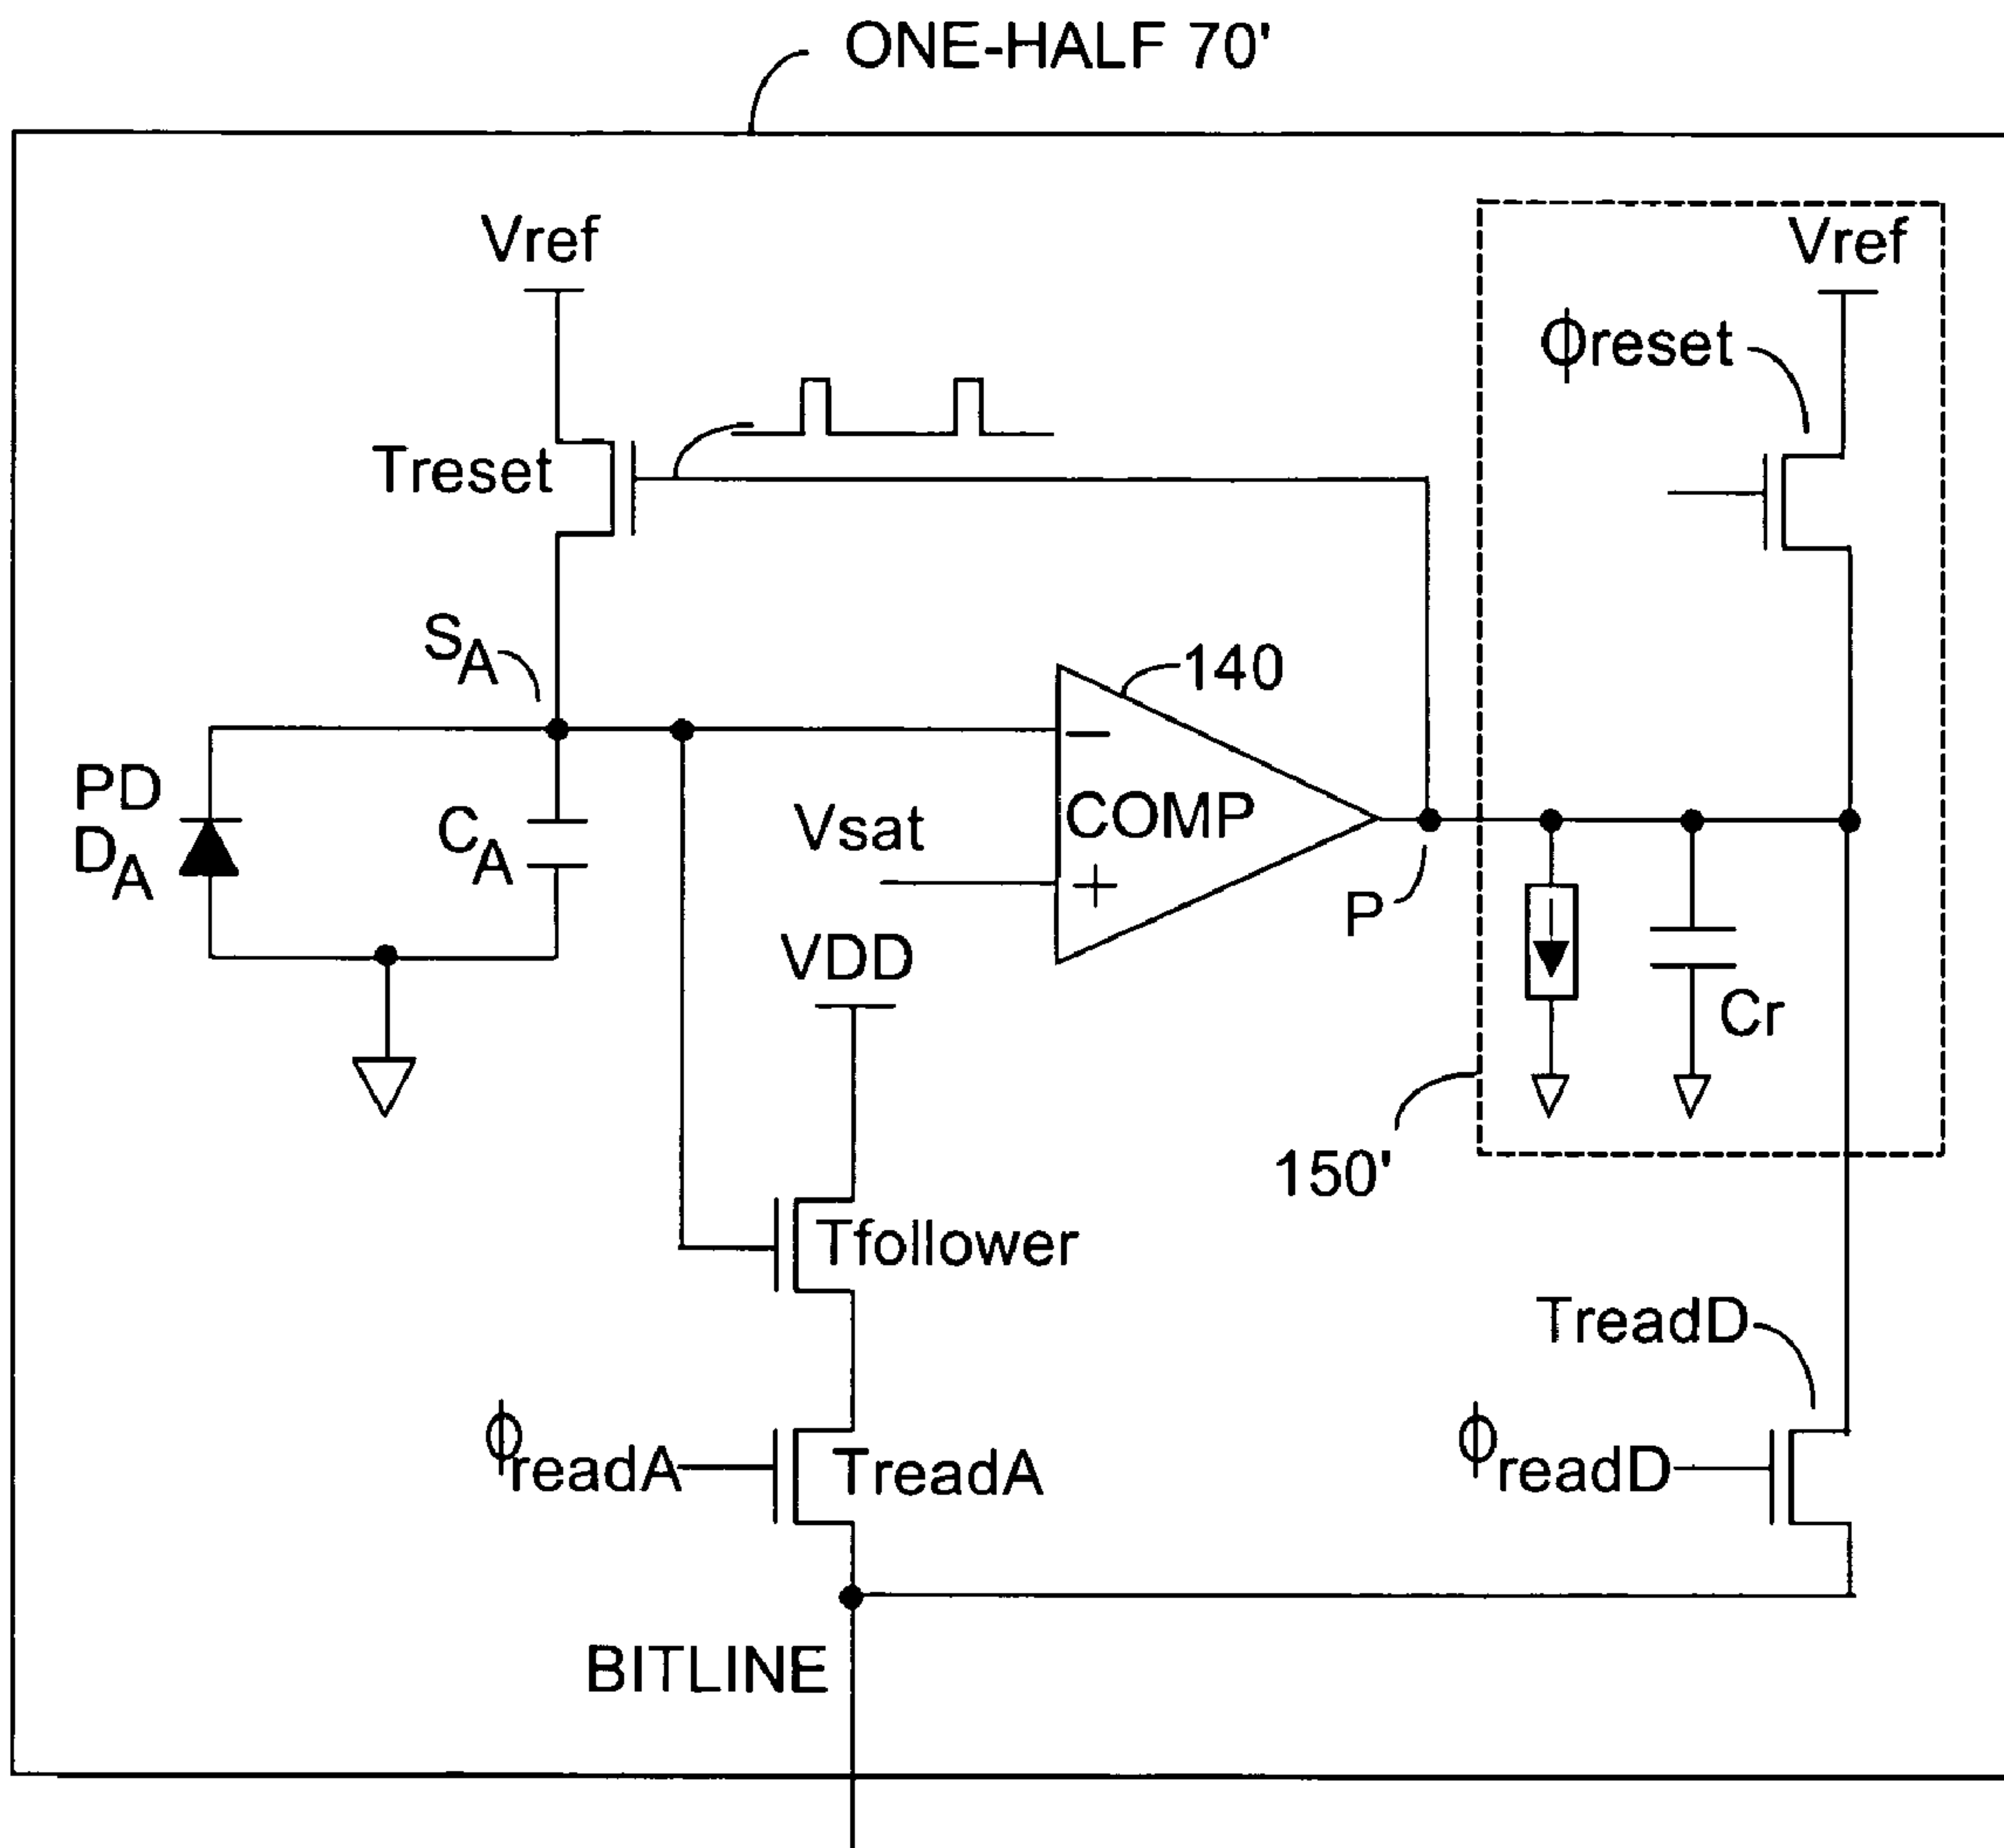 ONE-HALF 70'
Vref
Vref
ϕreset
Treset
SA
140
PD
DA
CA
Vsat
−
COMP
+
P
VDD
Cr
150'
Tfollower
TreadD
ϕreadA
TreadA
ϕreadD
BITLINE